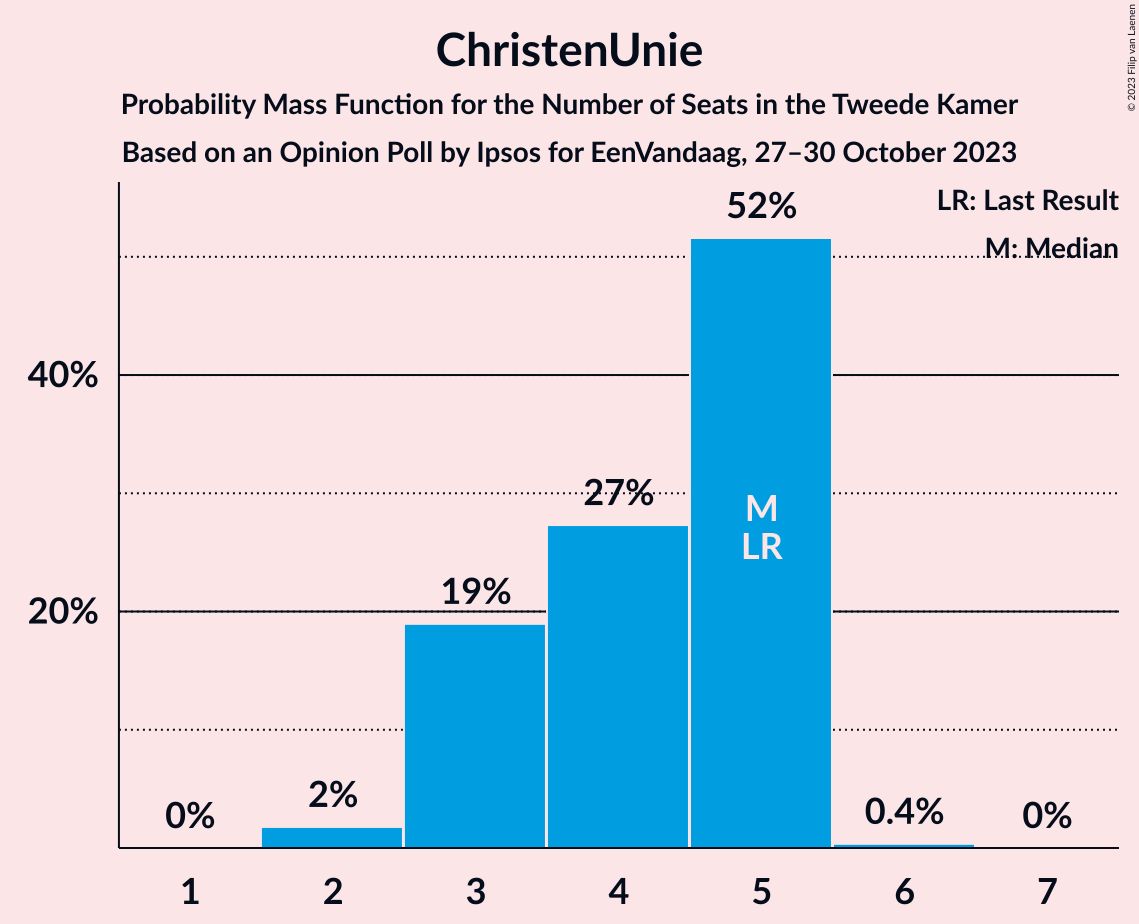 ChristenUnie
Probability Mass Function for the Number of Seats in the Tweede Kamer
Based on an Opinion Poll by Ipsos for EenVandaag, 27–30 October 2023
© 2023 Filip van Laenen
LR: Last Result
M: Median
52%
40%
27%
M
LR
19%
20%
2%
0%
0.4%
0%
1 2 3 4 5 6 7